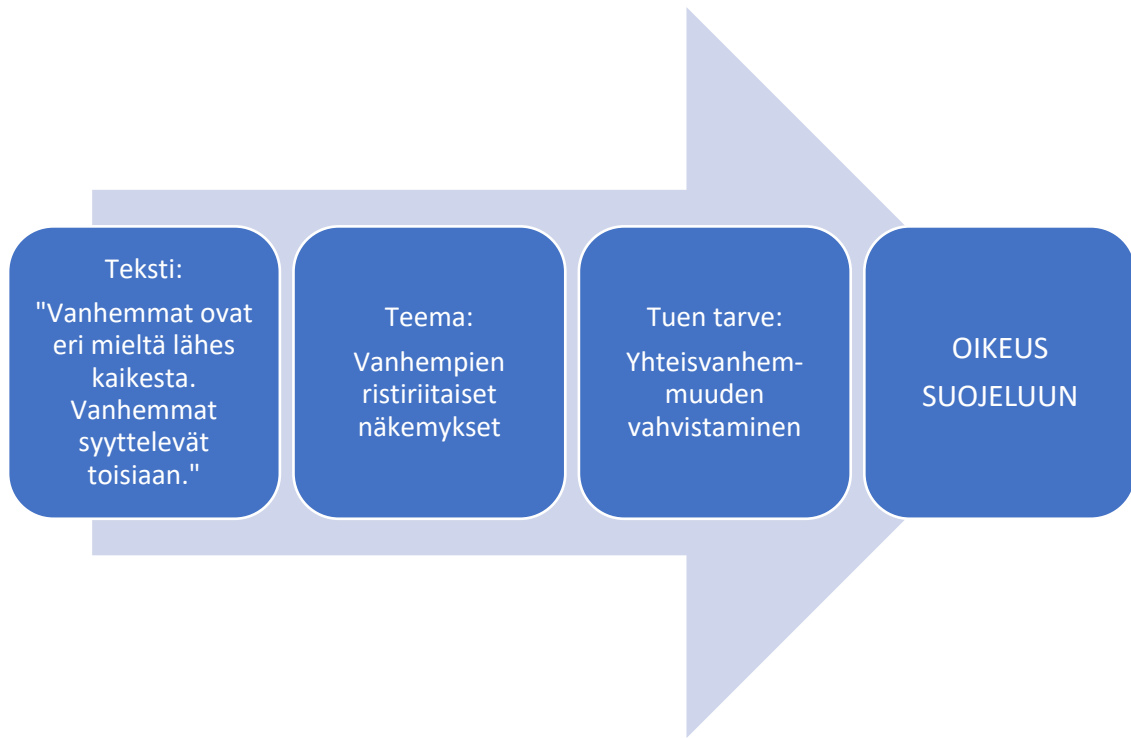 Teksti:
"Vanhemmat ovat
eri mieltä lähes
kaikesta.
Vanhemmat
syyttelevät
toisiaan."
Teema:
Vanhempien
ristiriitaiset
näkemykset
Tuen tarve:
Yhteisvanhem-
muuden
vahvistaminen
OIKEUS
SUOJELUUN